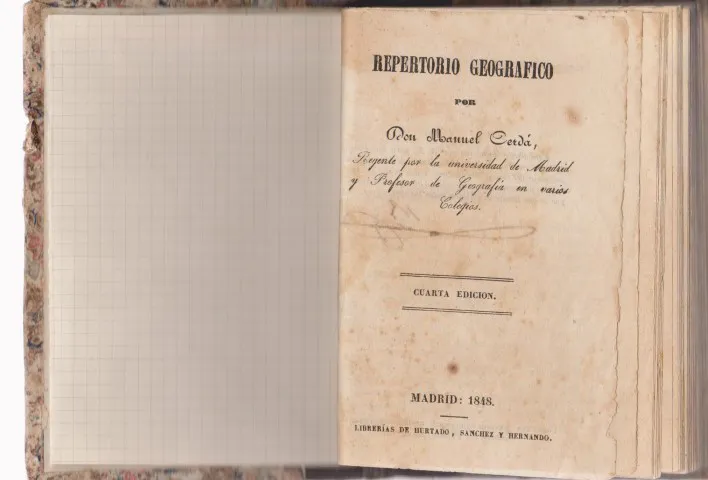 REPERTORIO GEOGRAFICO
POR
Don Manuel Cerdá,
Regente por la universidad de Madrid
y Profesor de Geografía en varios
Colegios.
CUARTA EDICION.
MADRID: 1848.
LIBRERÍAS DE HURTADO, SANCHEZ Y HERNANDO.